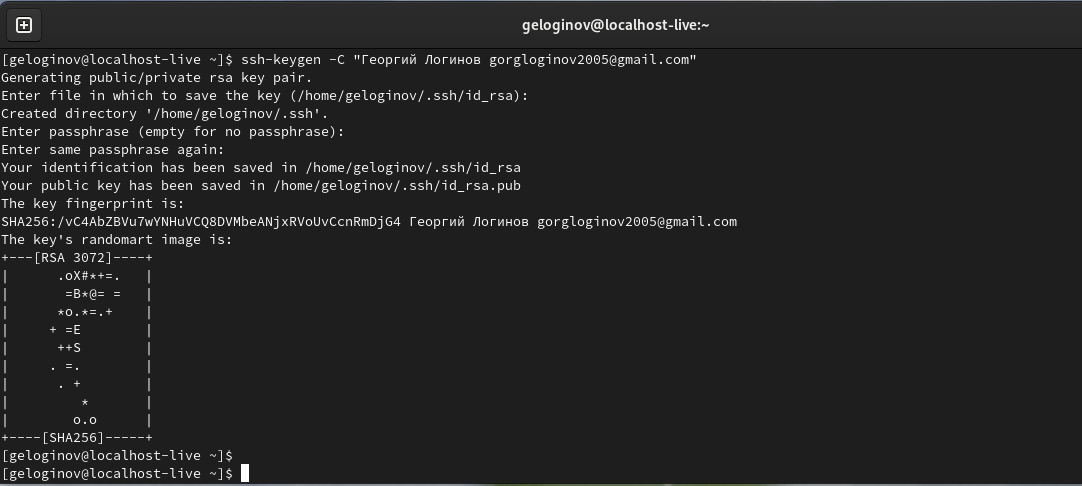 geloginov@localhost-live:~
[geloginov@localhost-live ~]$ ssh-keygen -C "Георгий Логинов gorgloginov2005@gmail.com"
Generating public/private rsa key pair.
Enter file in which to save the key (/home/geloginov/.ssh/id_rsa):
Created directory '/home/geloginov/.ssh'.
Enter passphrase (empty for no passphrase):
Enter same passphrase again:
Your identification has been saved in /home/geloginov/.ssh/id_rsa
Your public key has been saved in /home/geloginov/.ssh/id_rsa.pub
The key fingerprint is:
SHA256:/vC4AbZBVu7wYNHuVCQ8DVMbeANjxRVoUvCcnRmDjG4 Георгий Логинов gorgloginov2005@gmail.com
The key's randomart image is:
+---[RSA 3072]----+
|      .oX#*+=.   |
|       =B*@= =   |
|      *o.*=.+    |
|     + =E        |
|      ++S        |
|     . =.        |
|      . +        |
|         *       |
|        o.o      |
+----[SHA256]-----+
[geloginov@localhost-live ~]$
[geloginov@localhost-live ~]$